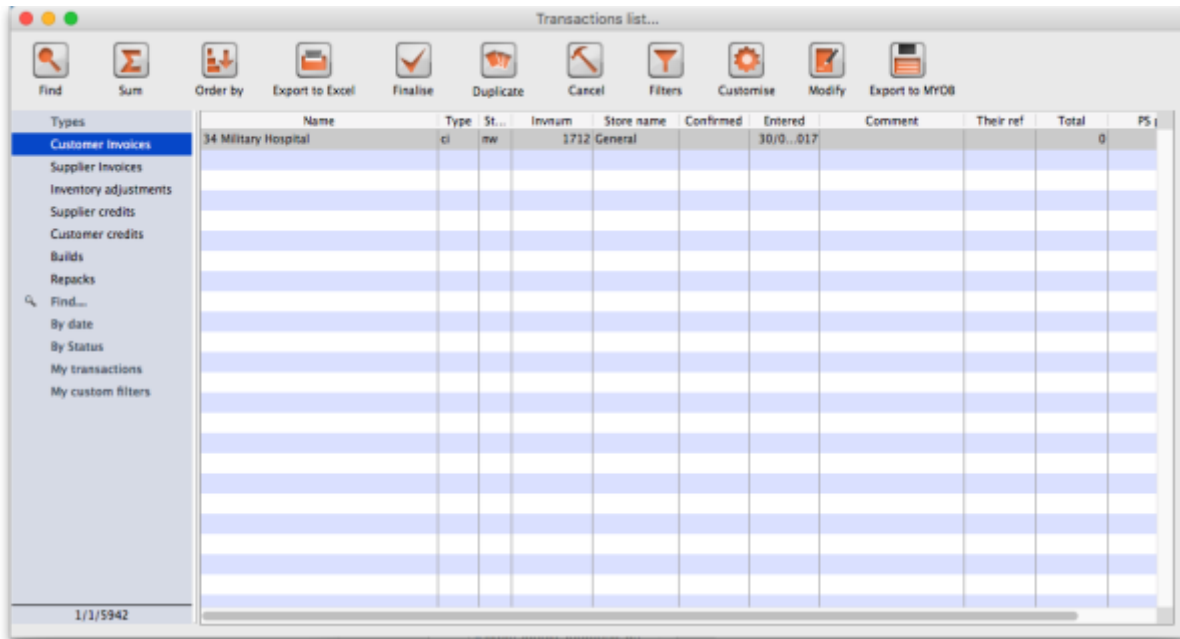 Transactions list...
Find Sum Order by Export to Excel Finalise Duplicate Cancel Filters Customise Modify Export to MYOB
Types Name Type St... Invnum Store name Confirmed Entered Comment Their ref Total PS
Customer Invoices 34 Military Hospital ci nw 1712 General 30/0...017 0
Supplier Invoices
Inventory adjustments
Supplier credits
Customer credits
Builds
Repacks
Find...
By date
By Status
My transactions
My custom filters
1/1/5942